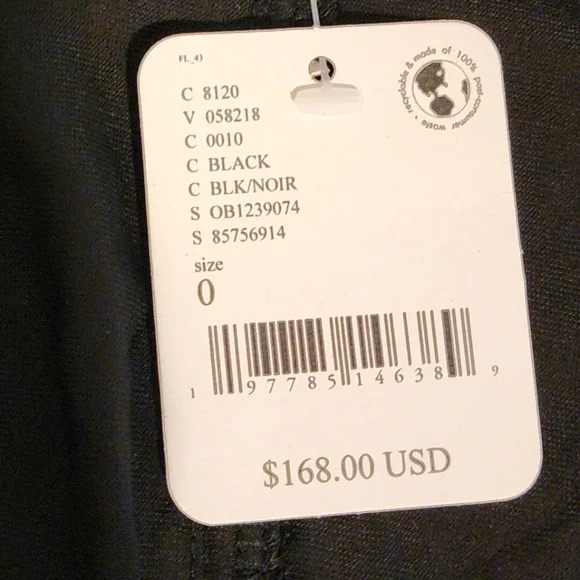 FL_43
recyclable & made of 100% post-consumer waste •
C 8120
V 058218
C 0010
C BLACK
C BLK/NOIR
S OB1239074
S 85756914
size
0
1 97785 14638 9
$168.00 USD